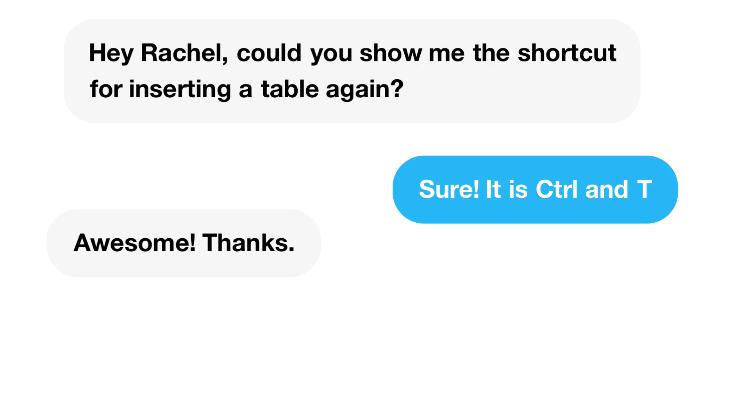 Hey Rachel, could you show me the shortcut
for inserting a table again?
Sure! It is Ctrl and T
Awesome! Thanks.